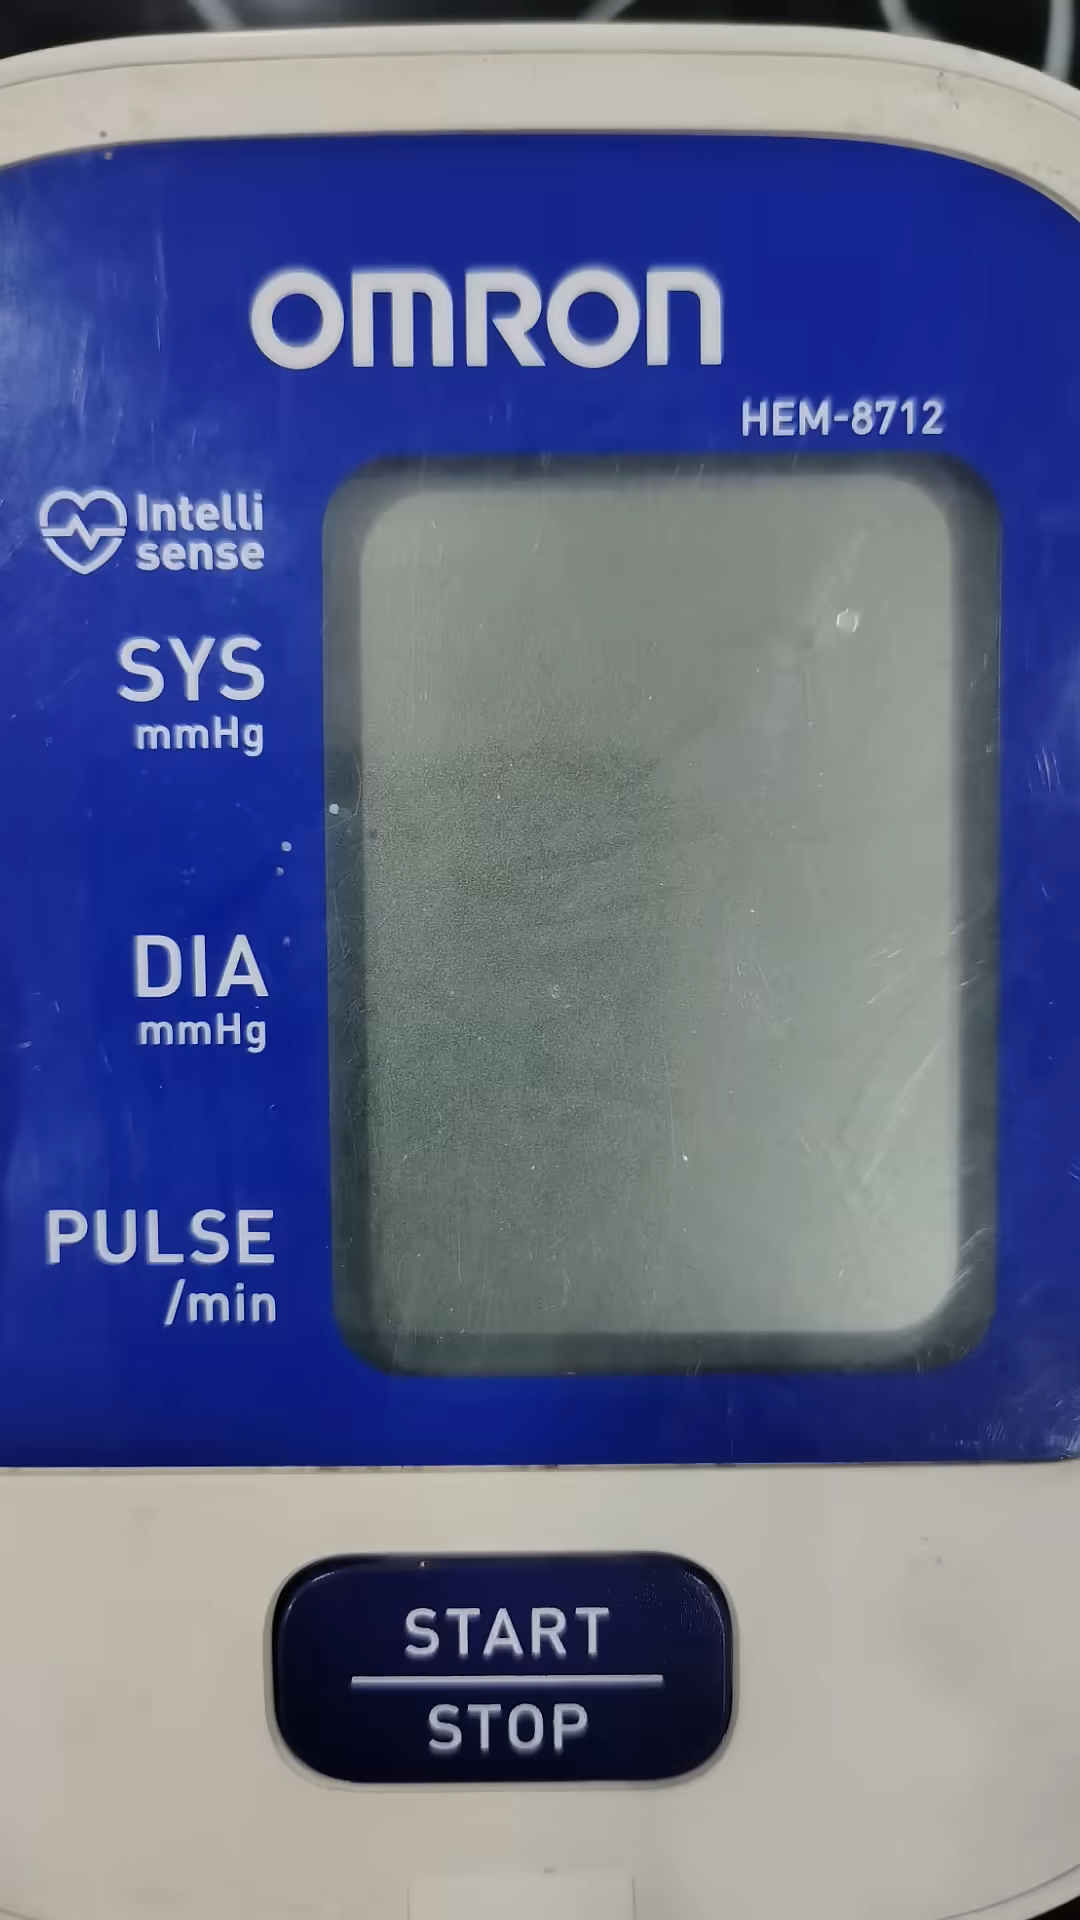 OMRON
HEM-8712
Intelli
sense
SYS
mmHg
DIA
mmHg
PULSE
/min
START
STOP